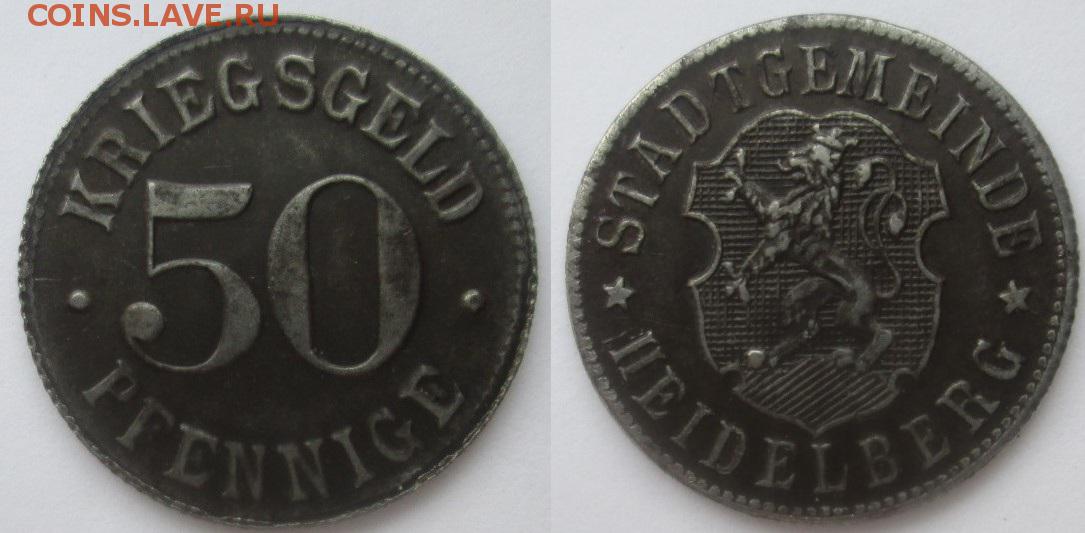 COINS.LAVE.RU
KRIEGSGELD
50
PFENNIGE
STADTGEMEINDE
★ HEIDELBERG ★